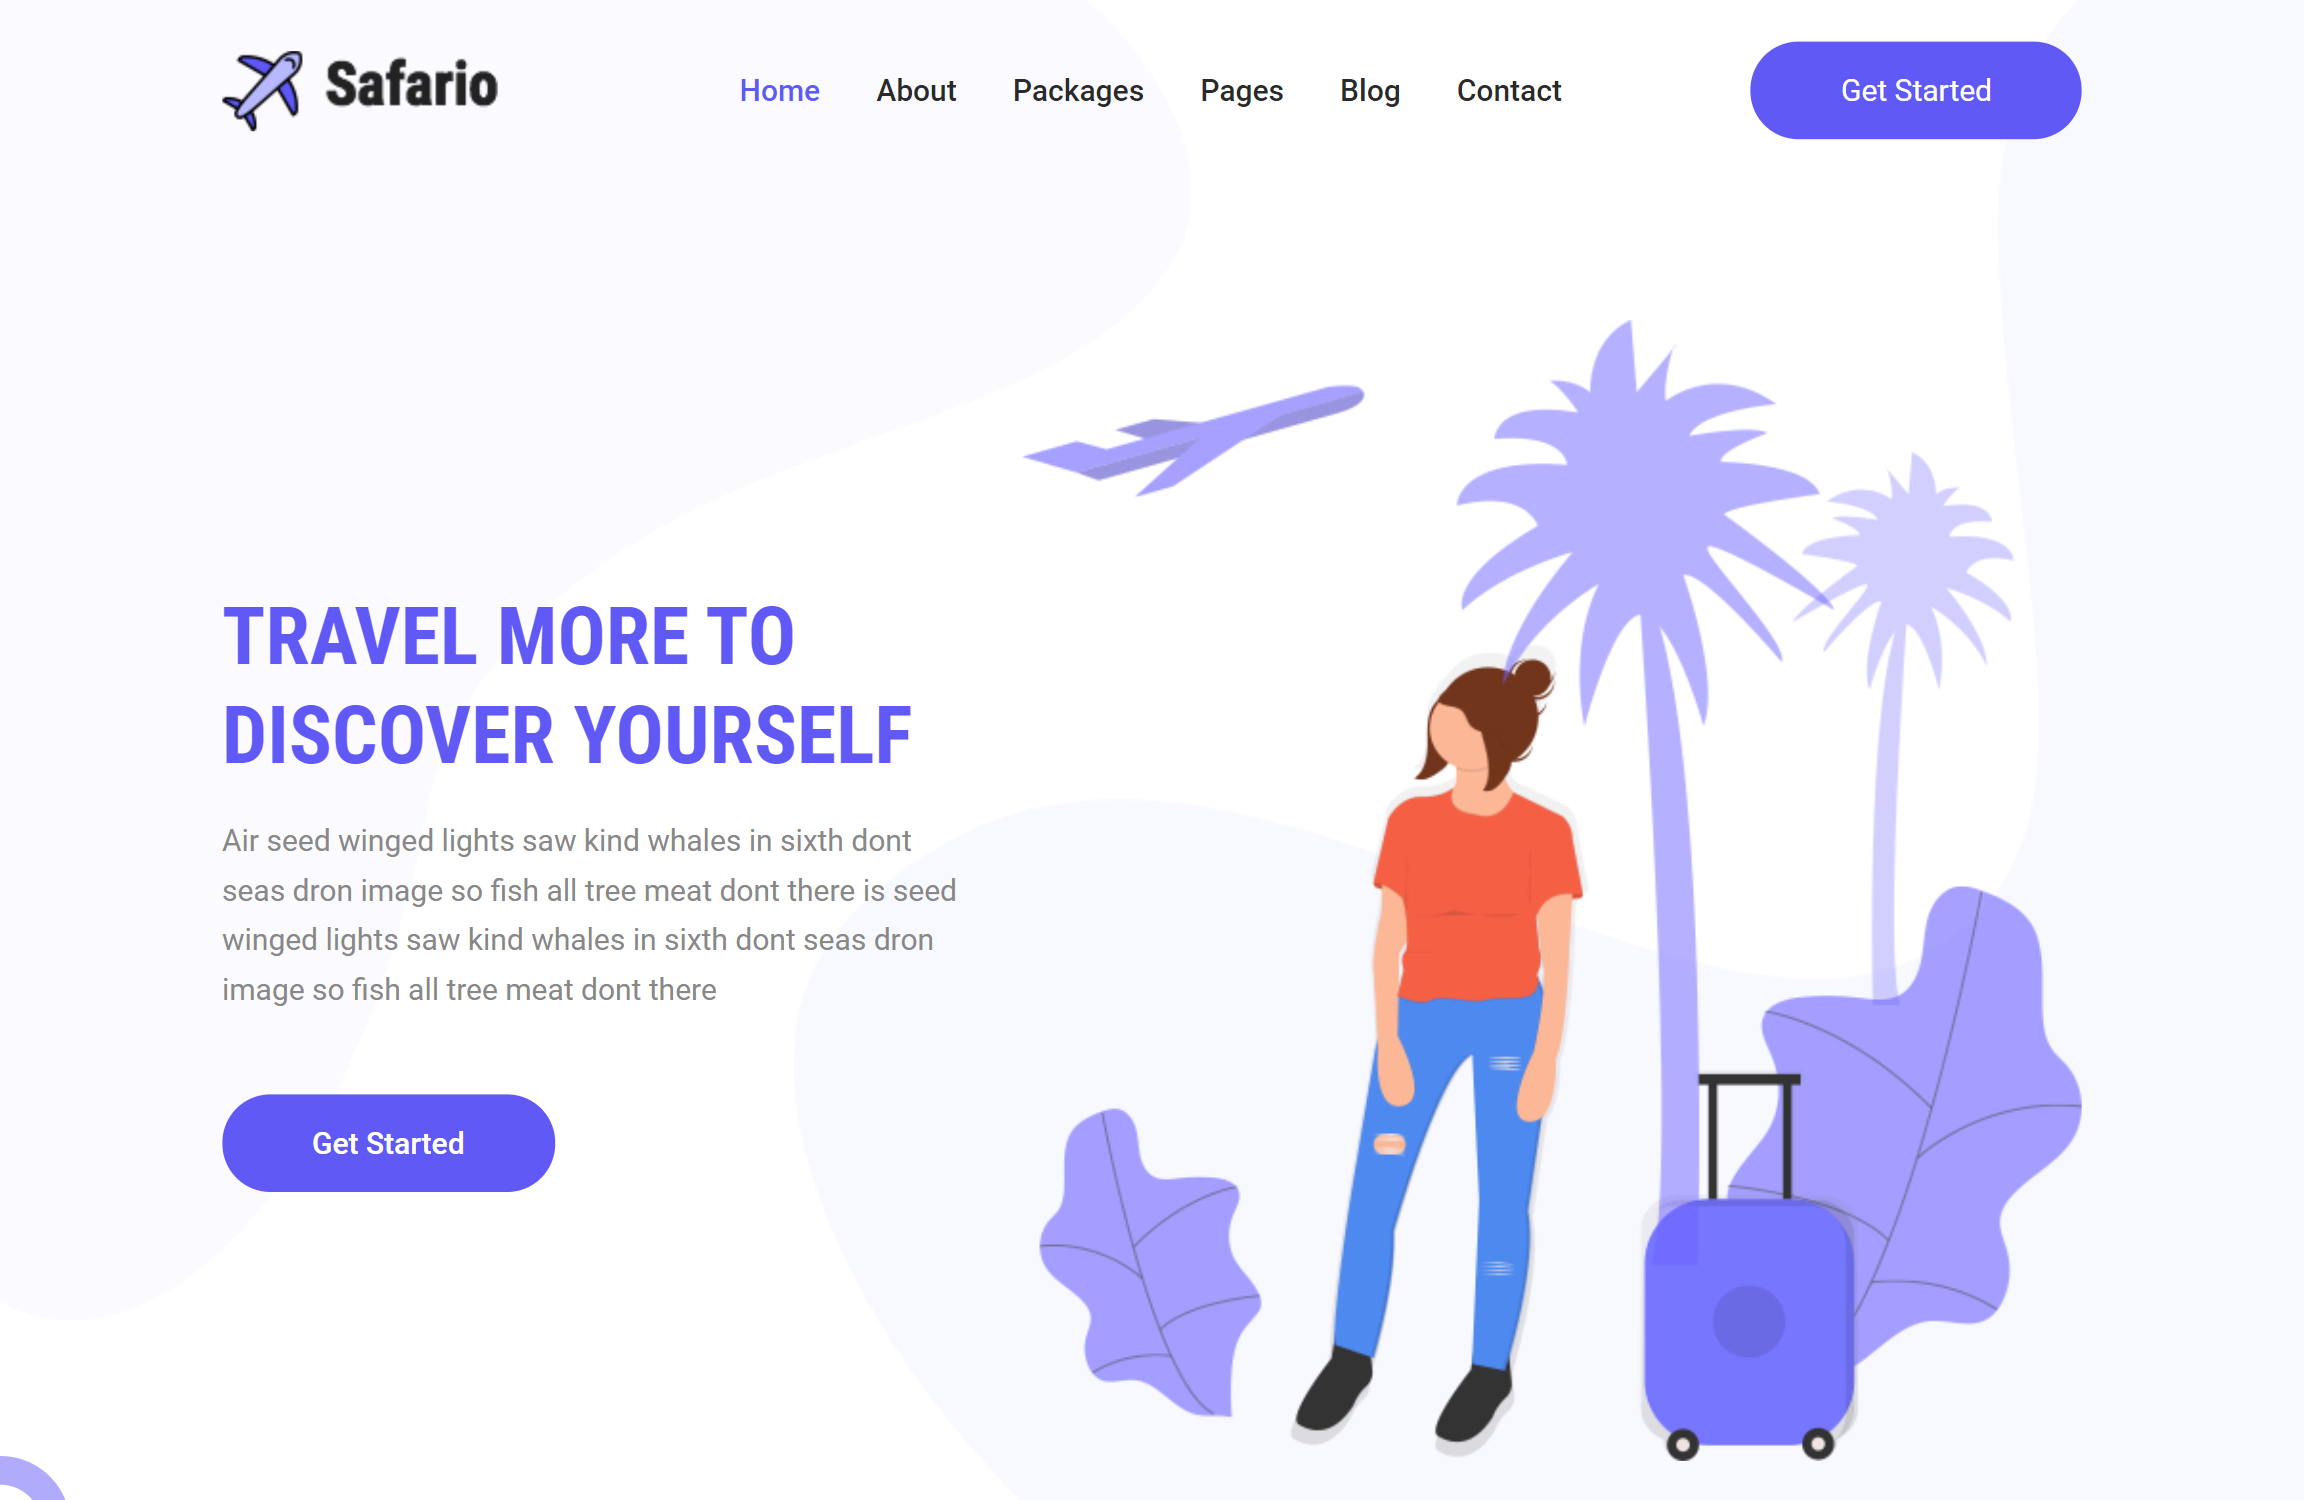 Safario
Home About Packages Pages Blog Contact
Get Started
TRAVEL MORE TO
DISCOVER YOURSELF
Air seed winged lights saw kind whales in sixth dont
seas dron image so fish all tree meat dont there is seed
winged lights saw kind whales in sixth dont seas dron
image so fish all tree meat dont there
Get Started